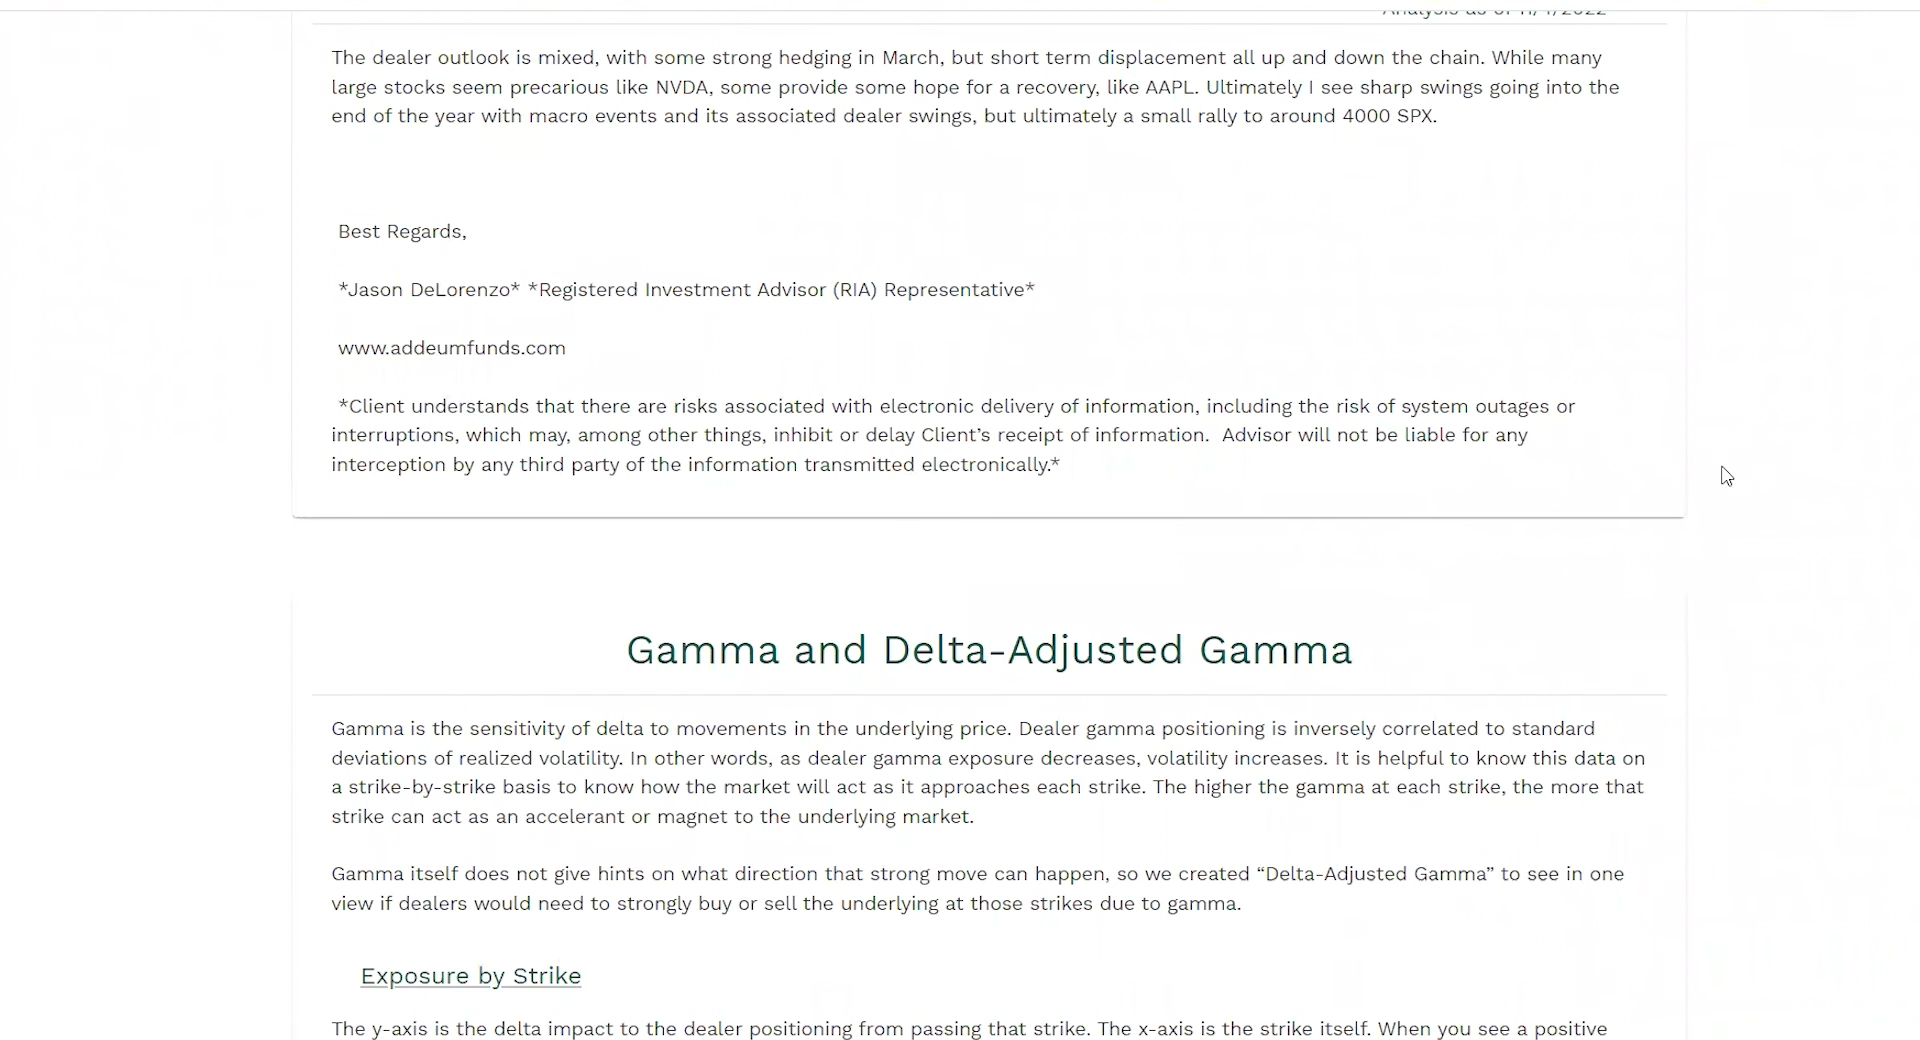 Analysis as of 11/4/2022
The dealer outlook is mixed, with some strong hedging in March, but short term displacement all up and down the chain. While many
large stocks seem precarious like NVDA, some provide some hope for a recovery, like AAPL. Ultimately I see sharp swings going into the
end of the year with macro events and its associated dealer swings, but ultimately a small rally to around 4000 SPX.
Best Regards,
*Jason DeLorenzo* *Registered Investment Advisor (RIA) Representative*
www.addeumfunds.com
*Client understands that there are risks associated with electronic delivery of information, including the risk of system outages or
interruptions, which may, among other things, inhibit or delay Client’s receipt of information.  Advisor will not be liable for any
interception by any third party of the information transmitted electronically.*
Gamma and Delta-Adjusted Gamma
Gamma is the sensitivity of delta to movements in the underlying price. Dealer gamma positioning is inversely correlated to standard
deviations of realized volatility. In other words, as dealer gamma exposure decreases, volatility increases. It is helpful to know this data on
a strike-by-strike basis to know how the market will act as it approaches each strike. The higher the gamma at each strike, the more that
strike can act as an accelerant or magnet to the underlying market.
Gamma itself does not give hints on what direction that strong move can happen, so we created “Delta-Adjusted Gamma” to see in one
view if dealers would need to strongly buy or sell the underlying at those strikes due to gamma.
Exposure by Strike
The y-axis is the delta impact to the dealer positioning from passing that strike. The x-axis is the strike itself. When you see a positive